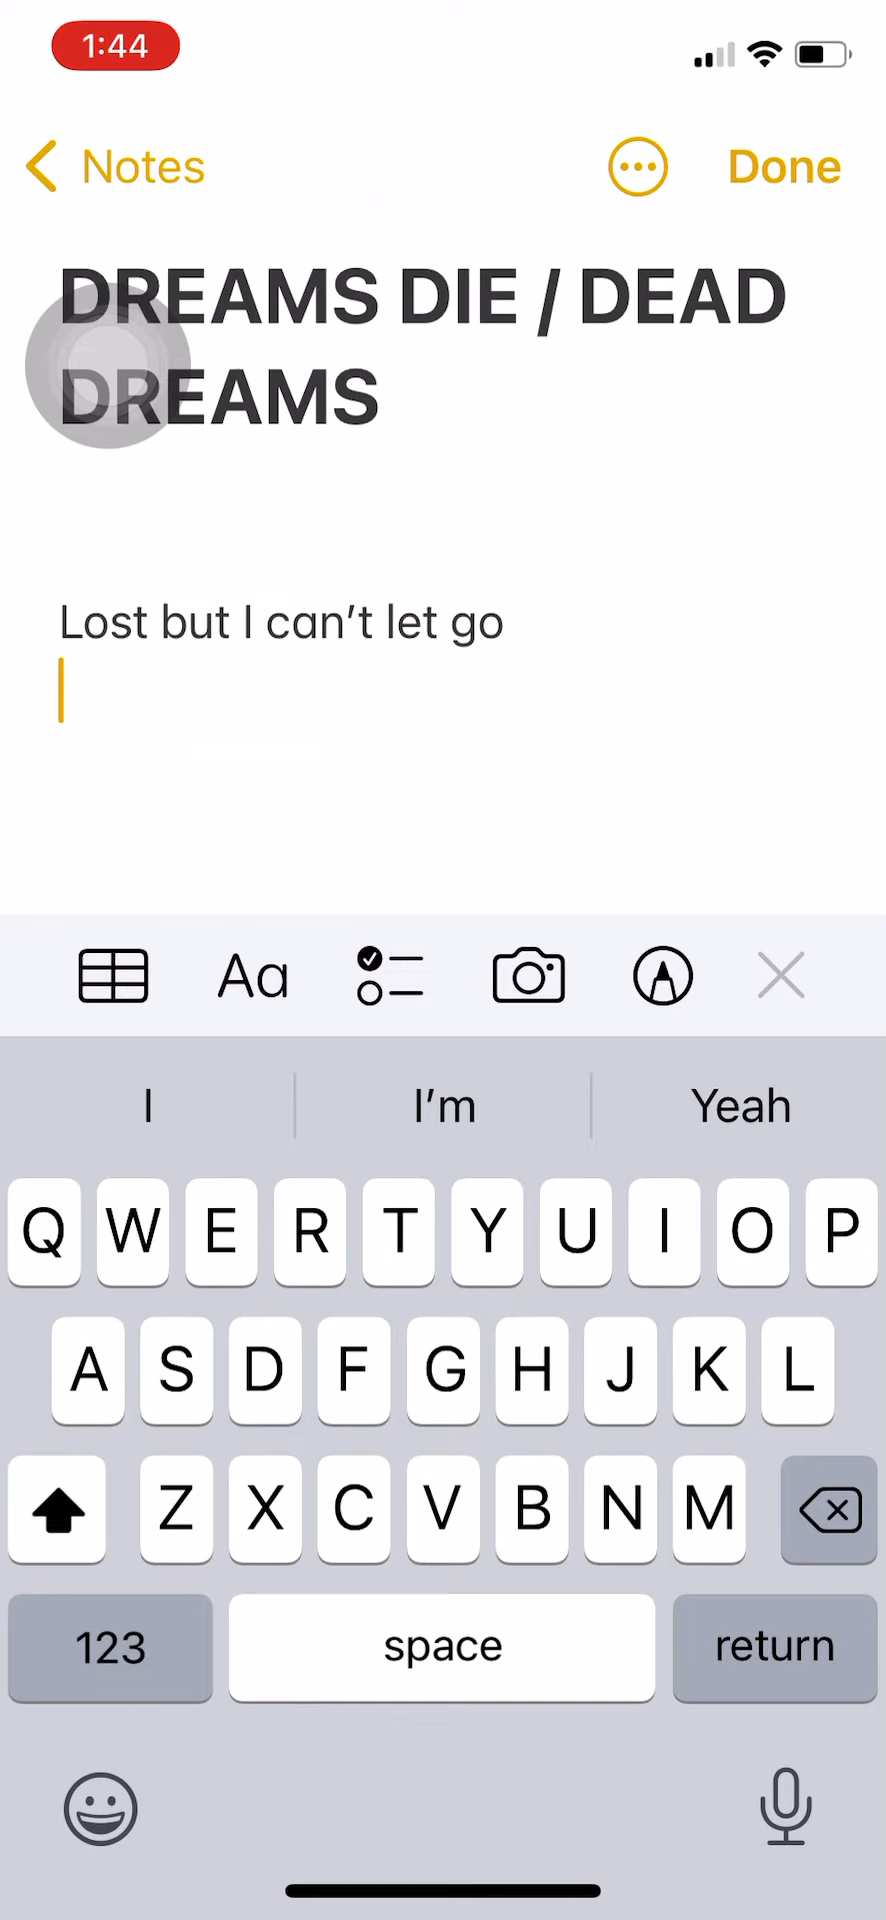 1:44
Notes
Done
DREAMS DIE / DEAD
DREAMS
Lost but I can’t let go
Aa
I
I’m
Yeah
Q W E R T Y U I O P
A S D F G H J K L
Z X C V B N M
123
space
return